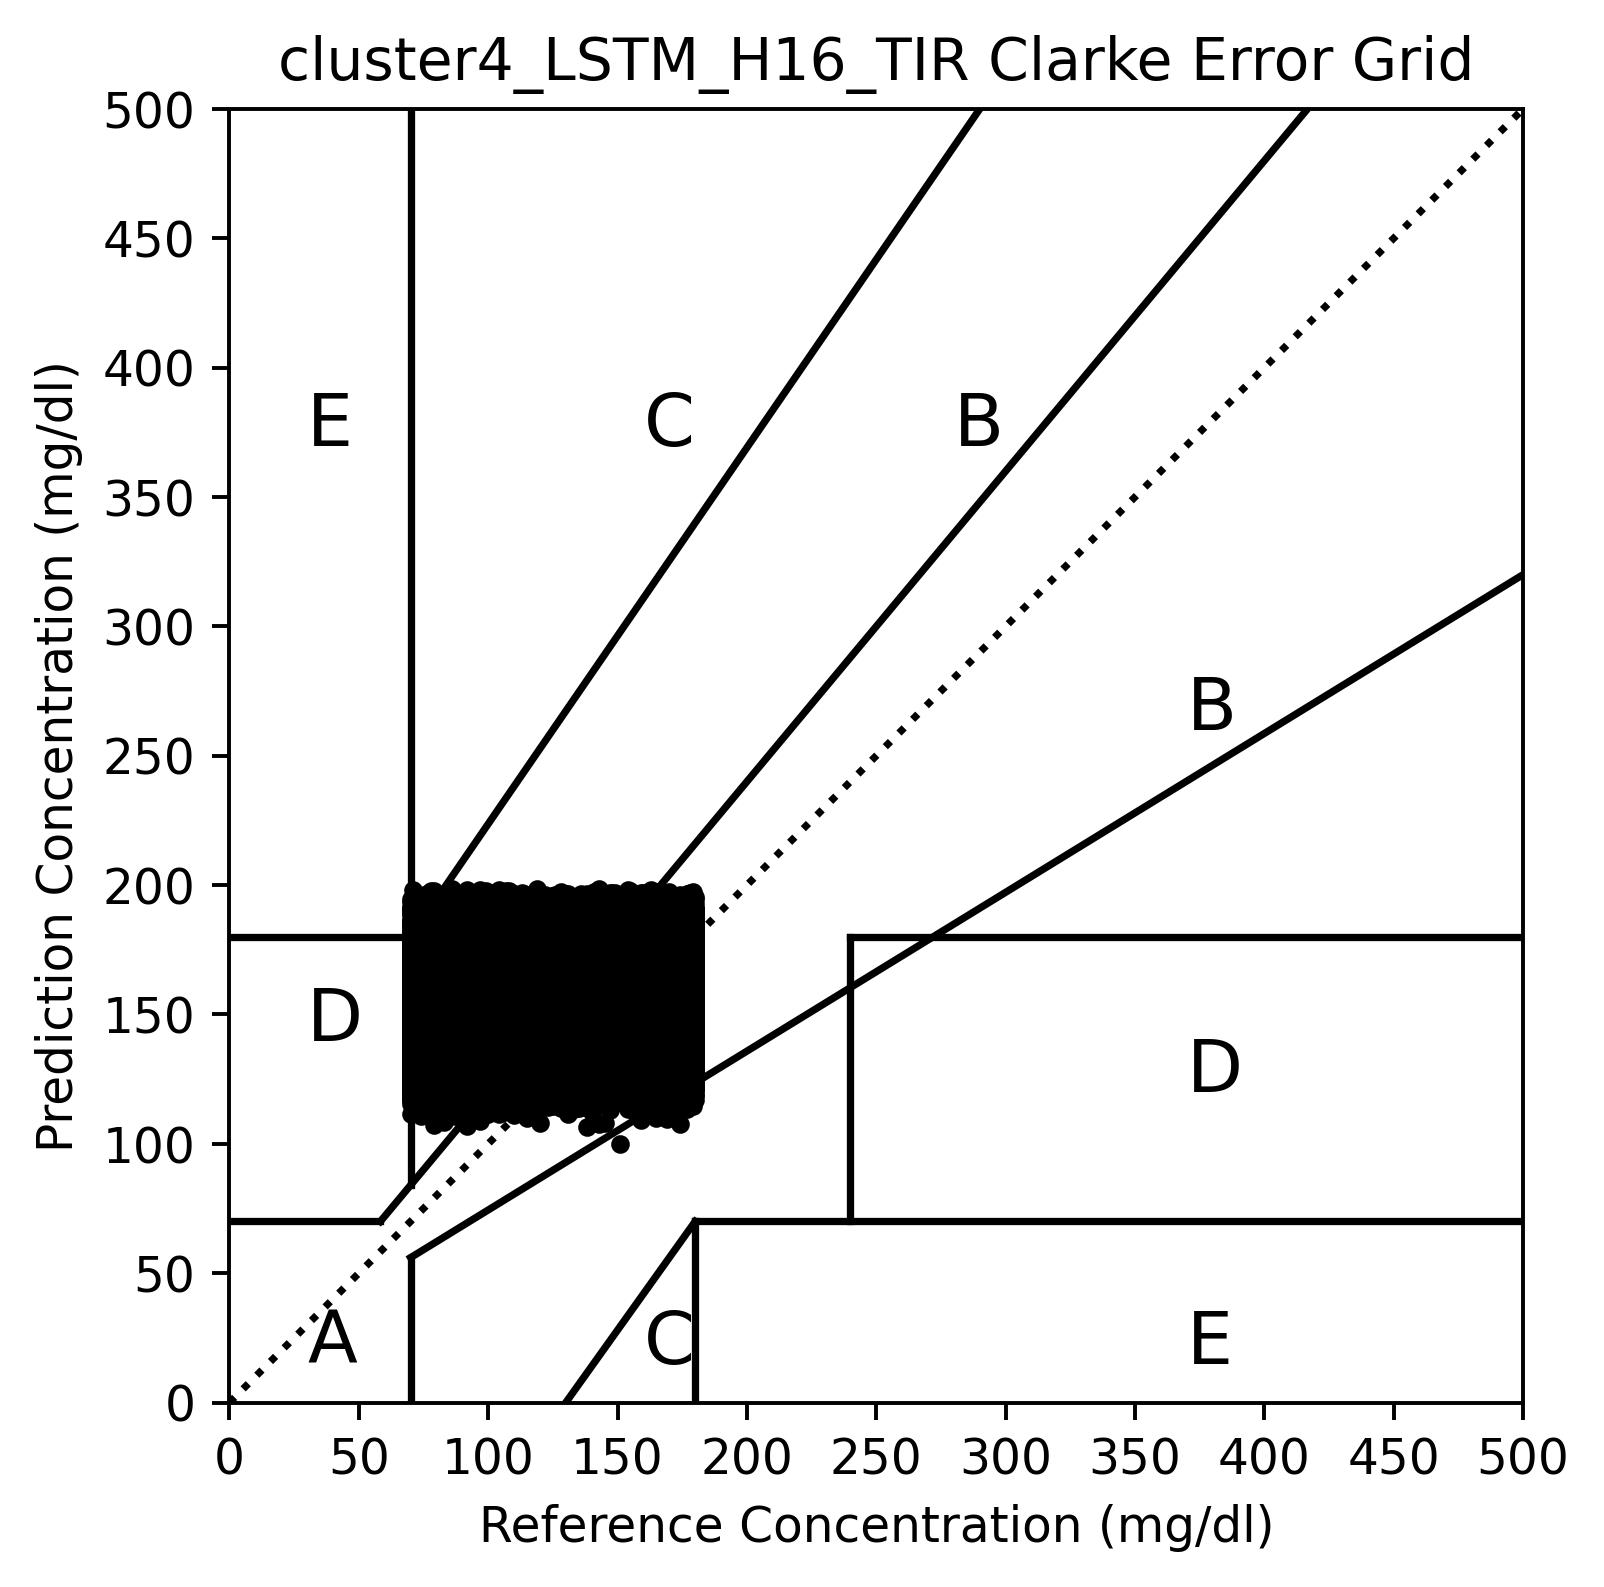 cluster4_LSTM_H16_TIR Clarke Error Grid
500
450
400
350
300
250
200
150
100
50
0
Prediction Concentration (mg/dl)
E
C
B
B
D
D
A
C
E
0 50 100 150 200 250 300 350 400 450 500
Reference Concentration (mg/dl)